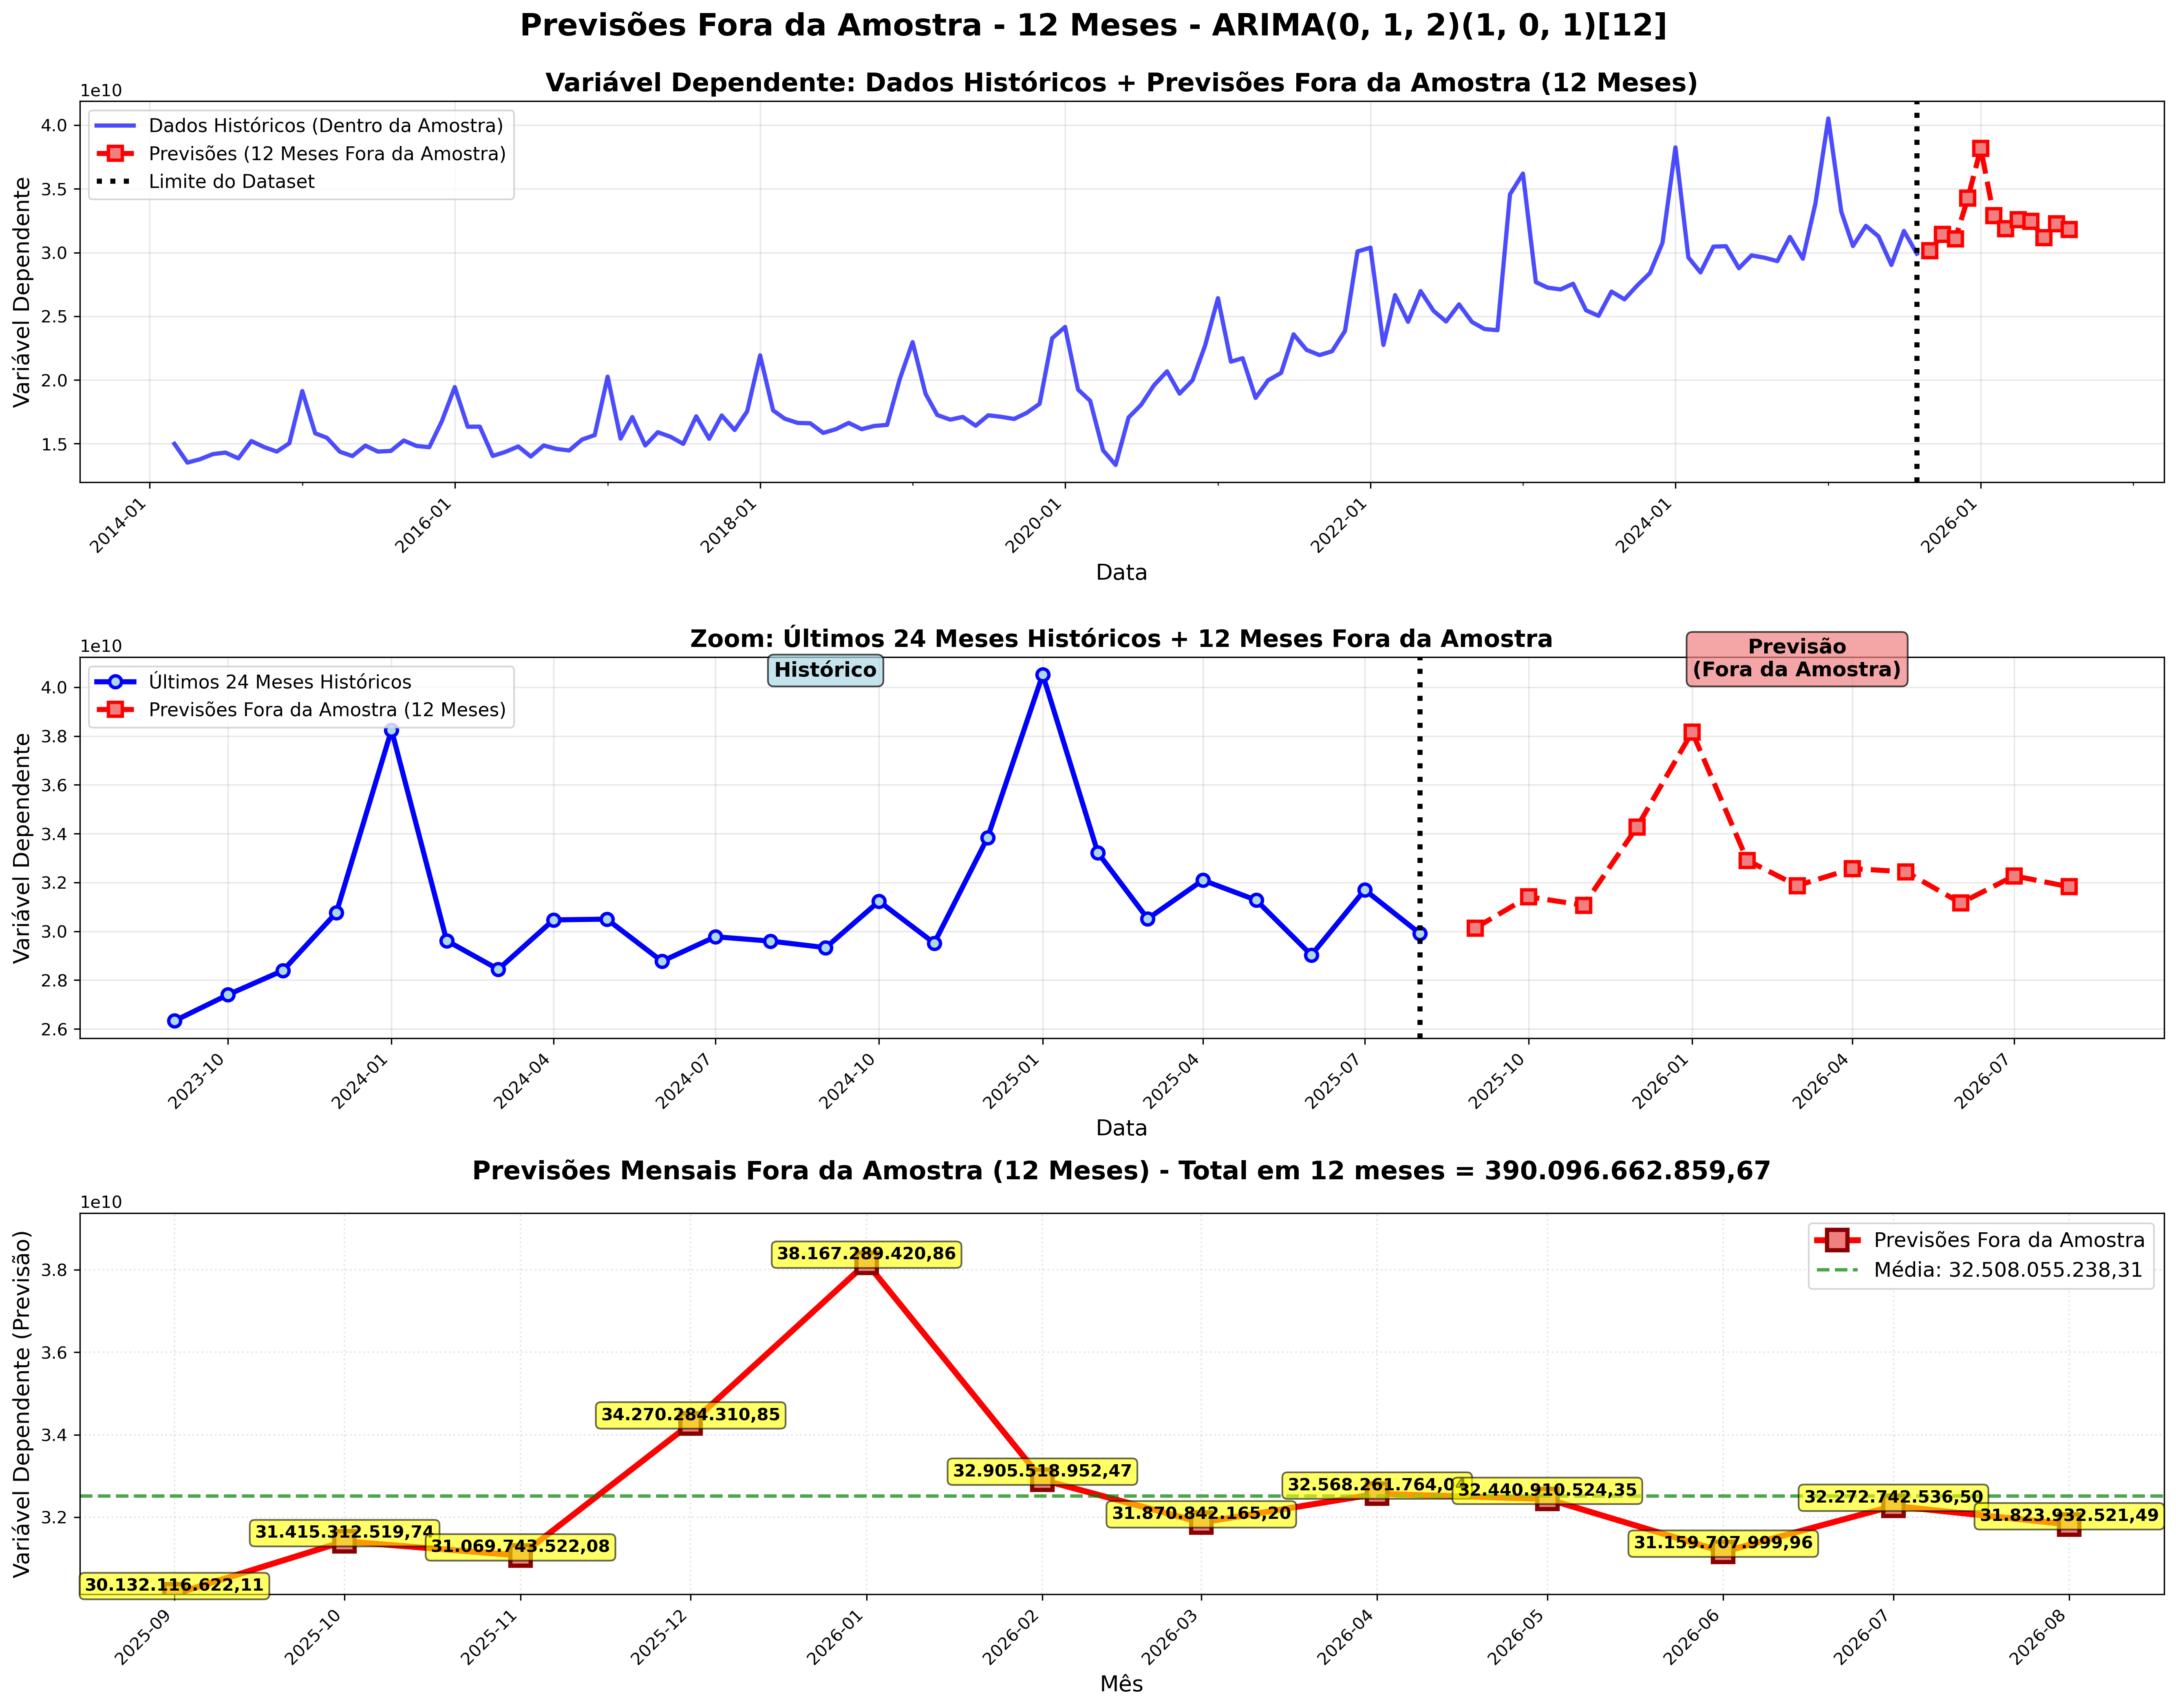 Previsões Fora da Amostra - 12 Meses - ARIMA(0, 1, 2)(1, 0, 1)[12]
Variável Dependente: Dados Históricos + Previsões Fora da Amostra (12 Meses)
1e10
Dados Históricos (Dentro da Amostra)
Previsões (12 Meses Fora da Amostra)
Limite do Dataset
Variável Dependente
4.0
3.5
3.0
2.5
2.0
1.5
2014-01
2016-01
2018-01
2020-01
2022-01
2024-01
2026-01
Data
Zoom: Últimos 24 Meses Históricos + 12 Meses Fora da Amostra
1e10
Últimos 24 Meses Históricos
Previsões Fora da Amostra (12 Meses)
Histórico
Previsão
(Fora da Amostra)
Variável Dependente
4.0
3.8
3.6
3.4
3.2
3.0
2.8
2.6
2023-10
2024-01
2024-04
2024-07
2024-10
2025-01
2025-04
2025-07
2025-10
2026-01
2026-04
2026-07
Data
Previsões Mensais Fora da Amostra (12 Meses) - Total em 12 meses = 390.096.662.859,67
1e10
Previsões Fora da Amostra
Média: 32.508.055.238,31
Variável Dependente (Previsão)
3.8
3.6
3.4
3.2
30.132.116.622,11
31.415.312.519,74
31.069.743.522,08
34.270.284.310,85
38.167.289.420,86
32.905.518.952,47
31.870.842.165,20
32.440.910.524,35
31.159.707.999,96
32.272.742.536,50
31.823.932.521,49
2025-09
2025-10
2025-11
2025-12
2026-01
2026-02
2026-03
2026-04
2026-05
2026-06
2026-07
2026-08
Mês